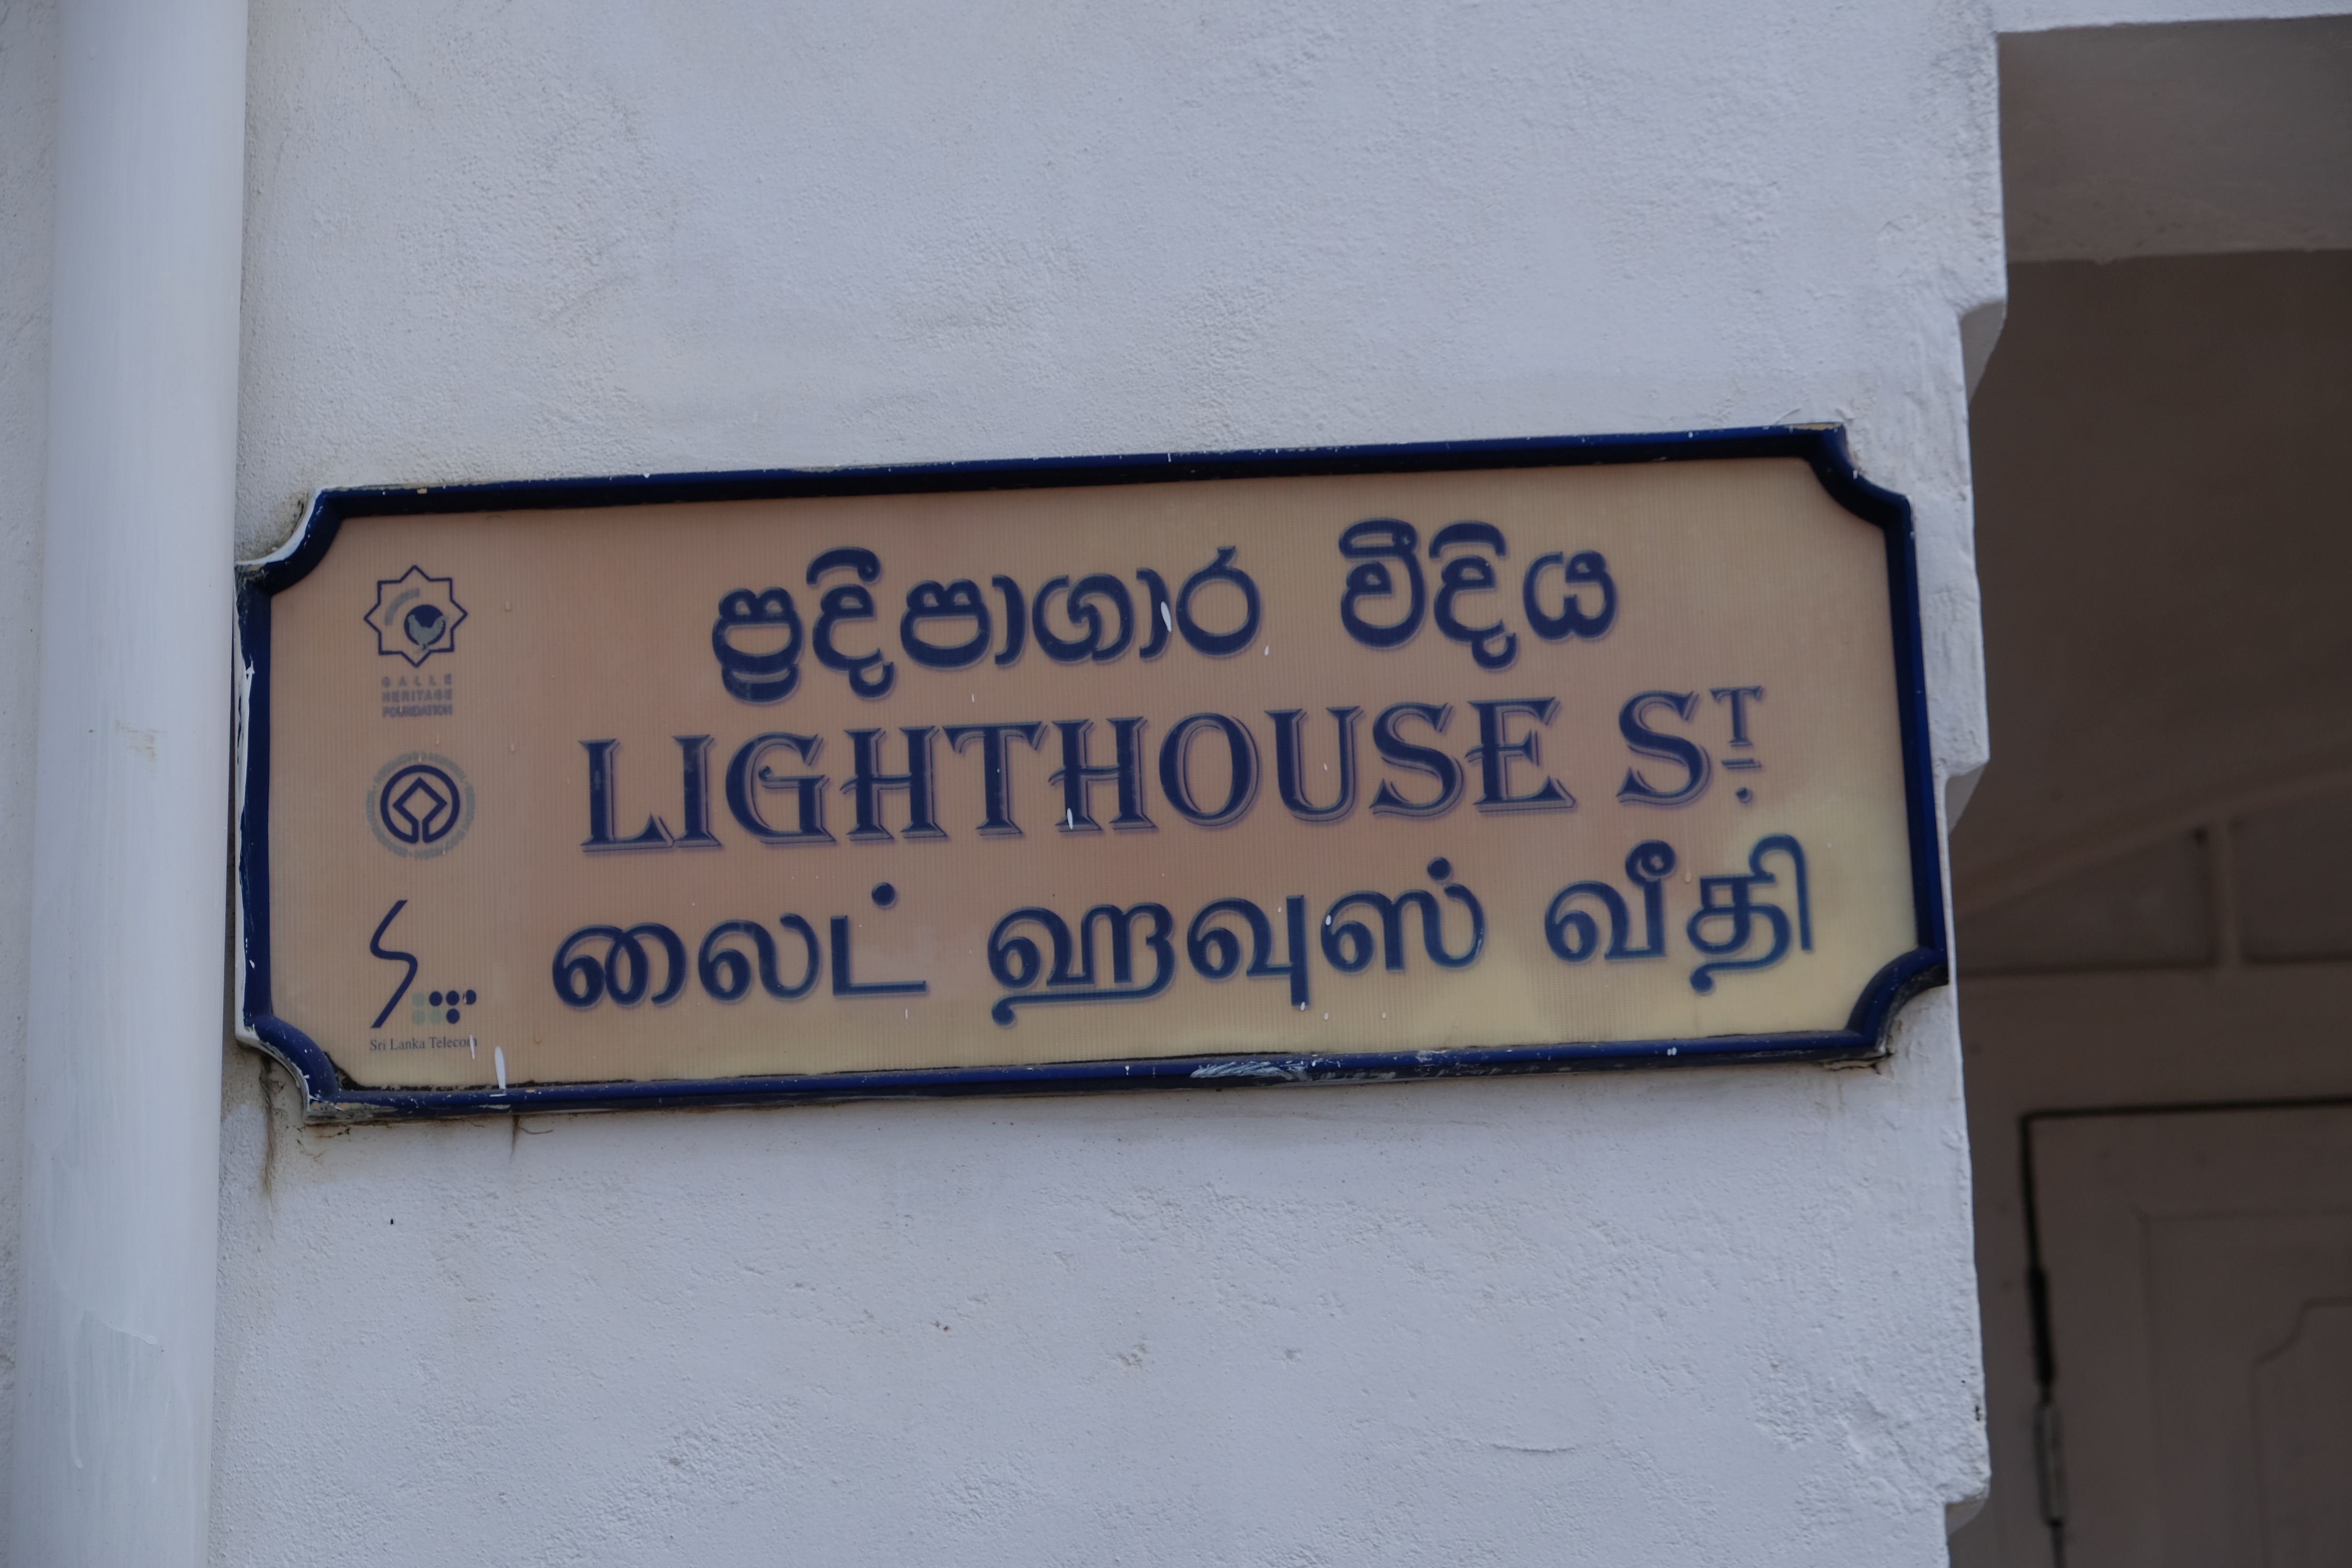 GALLE
HERITAGE
FOUNDATION
Sri Lanka Telecom
ප්‍රදීපාගාර වීදිය
LIGHTHOUSE ST.
லைட் ஹவுஸ் வீதி